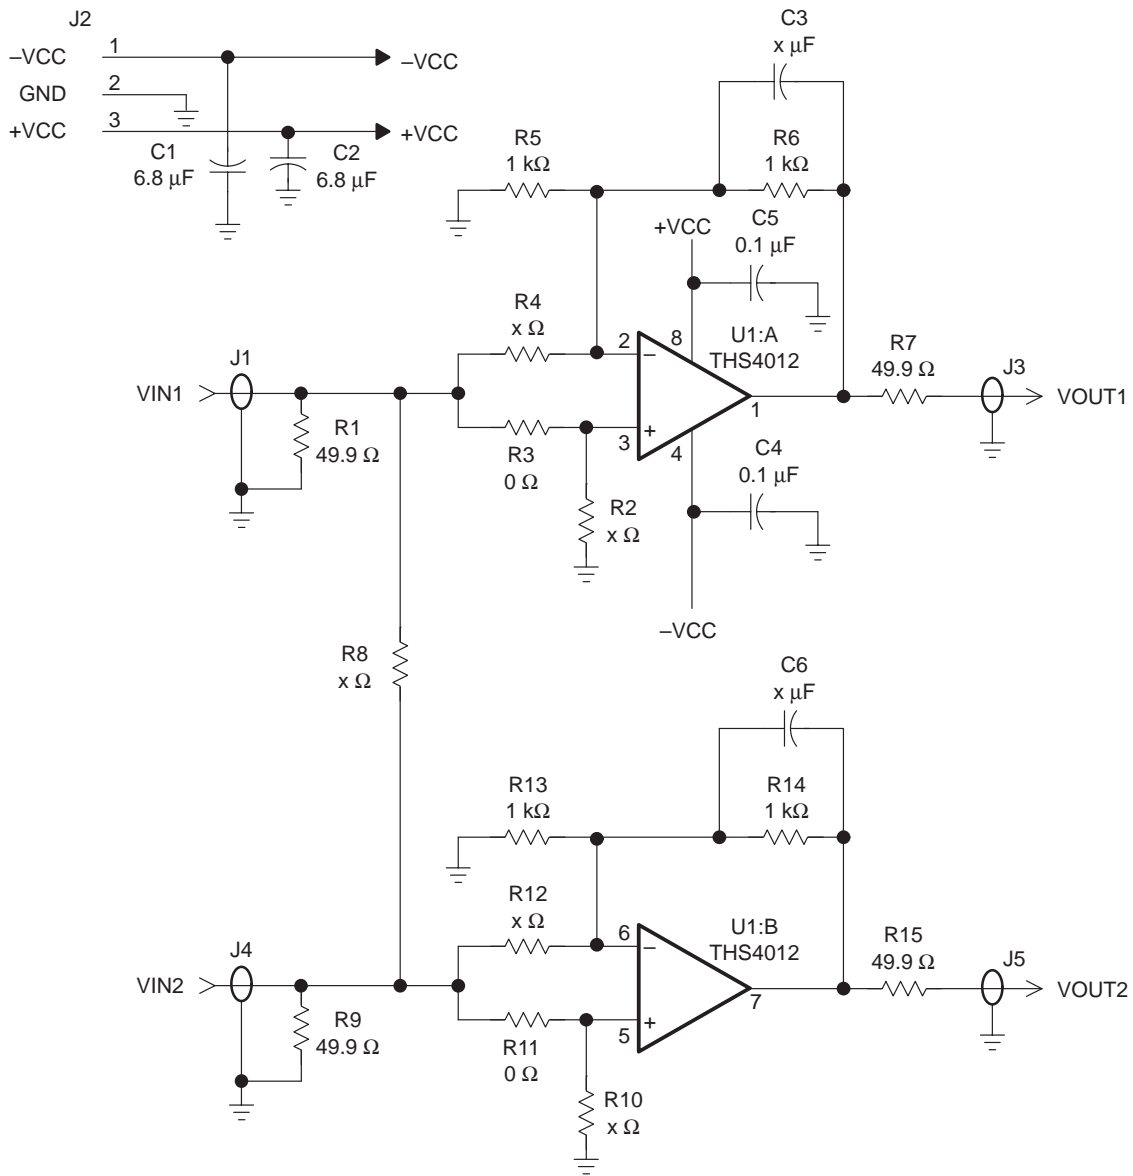 J2
–VCC 1 –VCC
GND 2
+VCC 3 +VCC
C1
6.8 µF
C2
6.8 µF
C3
x µF
R5
1 kΩ
R6
1 kΩ
+VCC
C5
0.1 µF
R4
x Ω
2
–
8
U1:A
THS4012
R7
49.9 Ω
J1
J3
VIN1
VOUT1
1
R1
49.9 Ω
3
+
4
R3
0 Ω
C4
0.1 µF
R2
x Ω
–VCC
R8
x Ω
C6
x µF
R13
1 kΩ
R14
1 kΩ
R12
x Ω
6
–
U1:B
THS4012
R15
49.9 Ω
J4
J5
VIN2
VOUT2
7
R9
49.9 Ω
5
+
R11
0 Ω
R10
x Ω